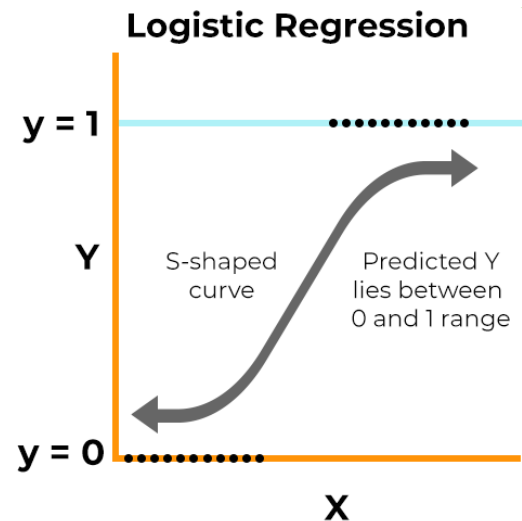 Logistic Regression
y = 1
Y
S-shaped
curve
Predicted Y
lies between
0 and 1 range
y = 0
X